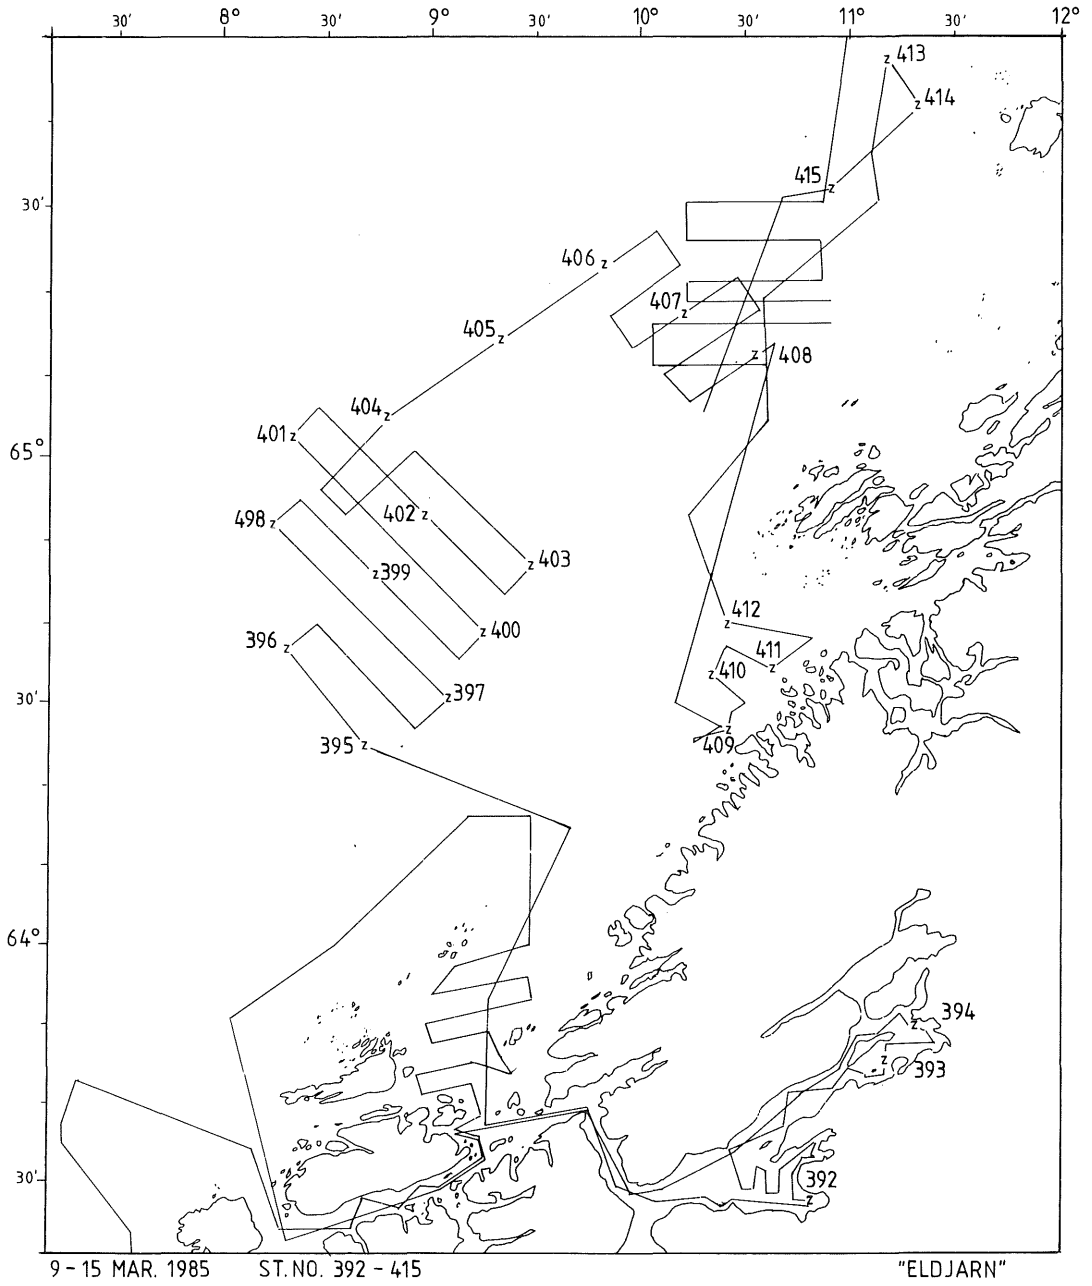 30' 8° 30' 9° 30' 10° 30' 11° 30' 12°
z 413
z 414
415 z
30'
406 z
407 z
405 z
z 408
404 z
401 z
65°
402 z
498 z
z 403
z 399
z 412
z 400
396 z
411 z
z 410
z 397
30'
409 z
395 z
64°
394 z
z 393
30'
392 z
9 - 15 MAR. 1985 ST.NO. 392 - 415 "ELDJARN"